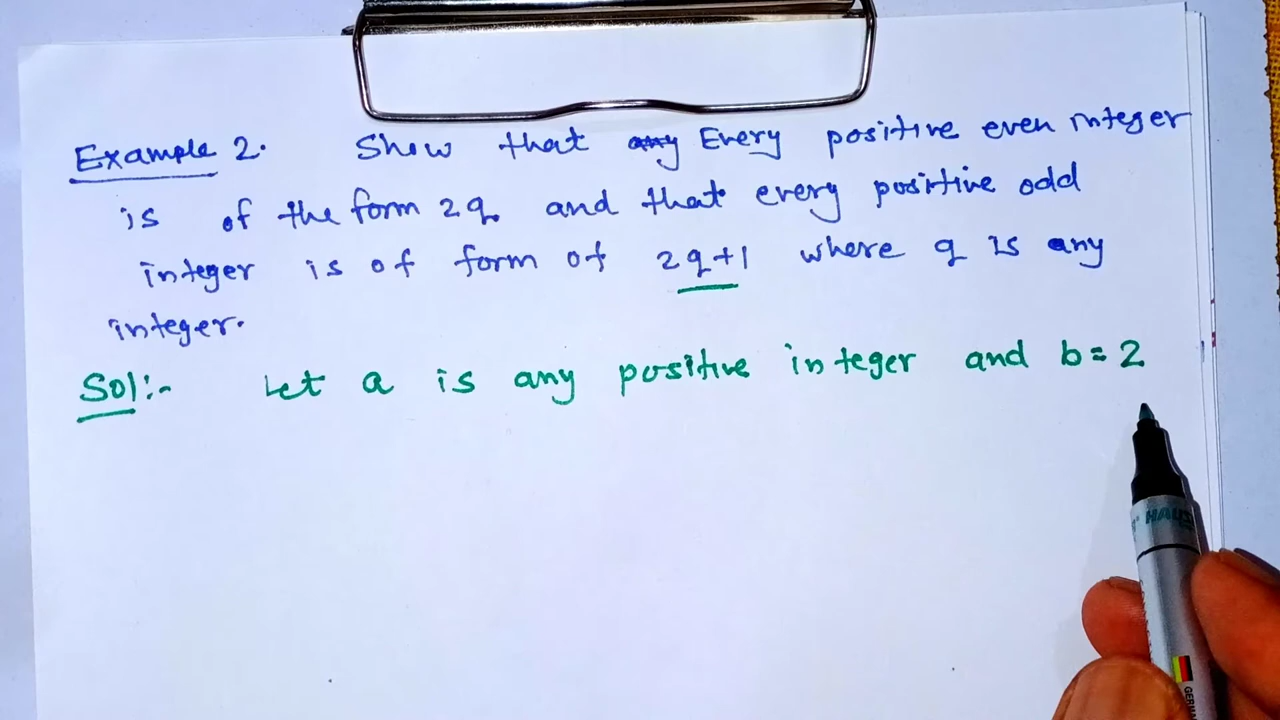 Example 2. Show that any Every positive even integer
is of the form 2q and that every positive odd
integer is of form of 2q+1 where q is any
integer.
Sol:- Let a is any positive integer and b = 2